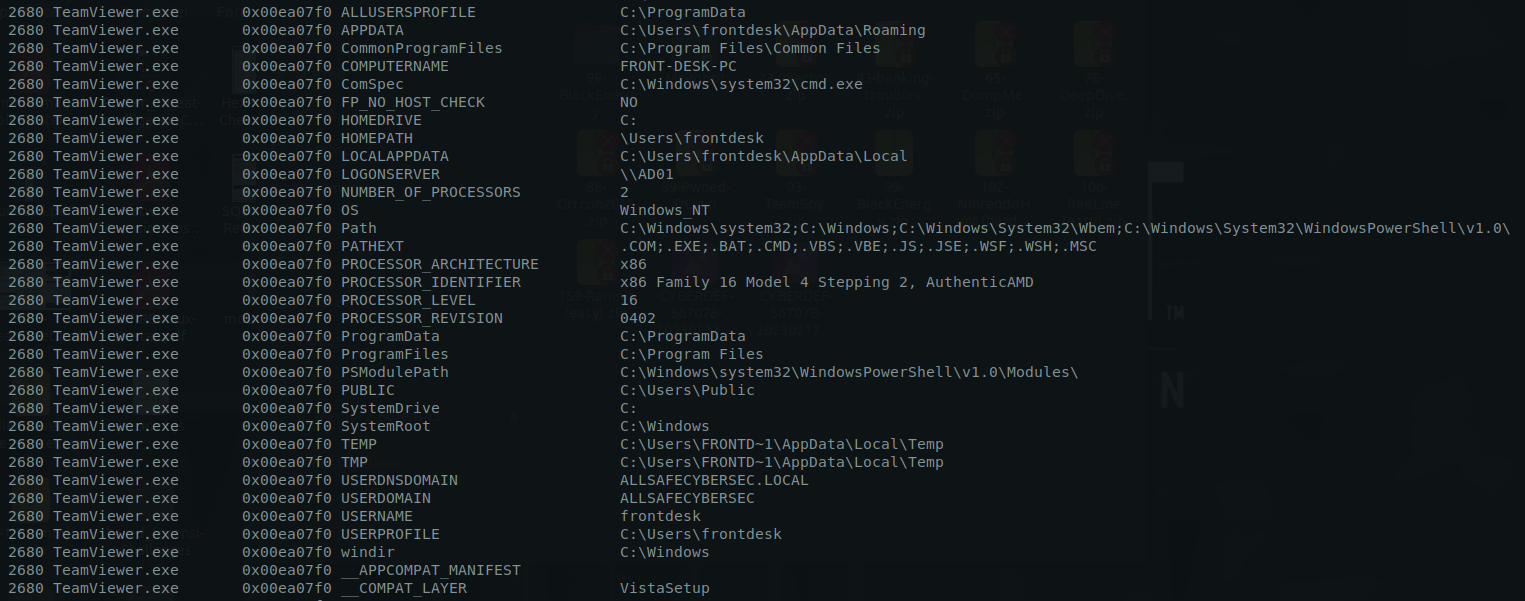 2680 TeamViewer.exe 0x00ea07f0 ALLUSERSPROFILE C:\ProgramData
2680 TeamViewer.exe 0x00ea07f0 APPDATA C:\Users\frontdesk\AppData\Roaming
2680 TeamViewer.exe 0x00ea07f0 CommonProgramFiles C:\Program Files\Common Files
2680 TeamViewer.exe 0x00ea07f0 COMPUTERNAME FRONT-DESK-PC
2680 TeamViewer.exe 0x00ea07f0 ComSpec C:\Windows\system32\cmd.exe
2680 TeamViewer.exe 0x00ea07f0 FP_NO_HOST_CHECK NO
2680 TeamViewer.exe 0x00ea07f0 HOMEDRIVE C:
2680 TeamViewer.exe 0x00ea07f0 HOMEPATH \Users\frontdesk
2680 TeamViewer.exe 0x00ea07f0 LOCALAPPDATA C:\Users\frontdesk\AppData\Local
2680 TeamViewer.exe 0x00ea07f0 LOGONSERVER \\AD01
2680 TeamViewer.exe 0x00ea07f0 NUMBER_OF_PROCESSORS 2
2680 TeamViewer.exe 0x00ea07f0 OS Windows_NT
2680 TeamViewer.exe 0x00ea07f0 Path C:\Windows\system32;C:\Windows;C:\Windows\System32\Wbem;C:\Windows\System32\WindowsPowerShell\v1.0\
2680 TeamViewer.exe 0x00ea07f0 PATHEXT .COM;.EXE;.BAT;.CMD;.VBS;.VBE;.JS;.JSE;.WSF;.WSH;.MSC
2680 TeamViewer.exe 0x00ea07f0 PROCESSOR_ARCHITECTURE x86
2680 TeamViewer.exe 0x00ea07f0 PROCESSOR_IDENTIFIER x86 Family 16 Model 4 Stepping 2, AuthenticAMD
2680 TeamViewer.exe 0x00ea07f0 PROCESSOR_LEVEL 16
2680 TeamViewer.exe 0x00ea07f0 PROCESSOR_REVISION 0402
2680 TeamViewer.exe 0x00ea07f0 ProgramData C:\ProgramData
2680 TeamViewer.exe 0x00ea07f0 ProgramFiles C:\Program Files
2680 TeamViewer.exe 0x00ea07f0 PSModulePath C:\Windows\system32\WindowsPowerShell\v1.0\Modules\
2680 TeamViewer.exe 0x00ea07f0 PUBLIC C:\Users\Public
2680 TeamViewer.exe 0x00ea07f0 SystemDrive C:
2680 TeamViewer.exe 0x00ea07f0 SystemRoot C:\Windows
2680 TeamViewer.exe 0x00ea07f0 TEMP C:\Users\FRONTD~1\AppData\Local\Temp
2680 TeamViewer.exe 0x00ea07f0 TMP C:\Users\FRONTD~1\AppData\Local\Temp
2680 TeamViewer.exe 0x00ea07f0 USERDNSDOMAIN ALLSAFECYBERSEC.LOCAL
2680 TeamViewer.exe 0x00ea07f0 USERDOMAIN ALLSAFECYBERSEC
2680 TeamViewer.exe 0x00ea07f0 USERNAME frontdesk
2680 TeamViewer.exe 0x00ea07f0 USERPROFILE C:\Users\frontdesk
2680 TeamViewer.exe 0x00ea07f0 windir C:\Windows
2680 TeamViewer.exe 0x00ea07f0 __APPCOMPAT_MANIFEST
2680 TeamViewer.exe 0x00ea07f0 __COMPAT_LAYER VistaSetup